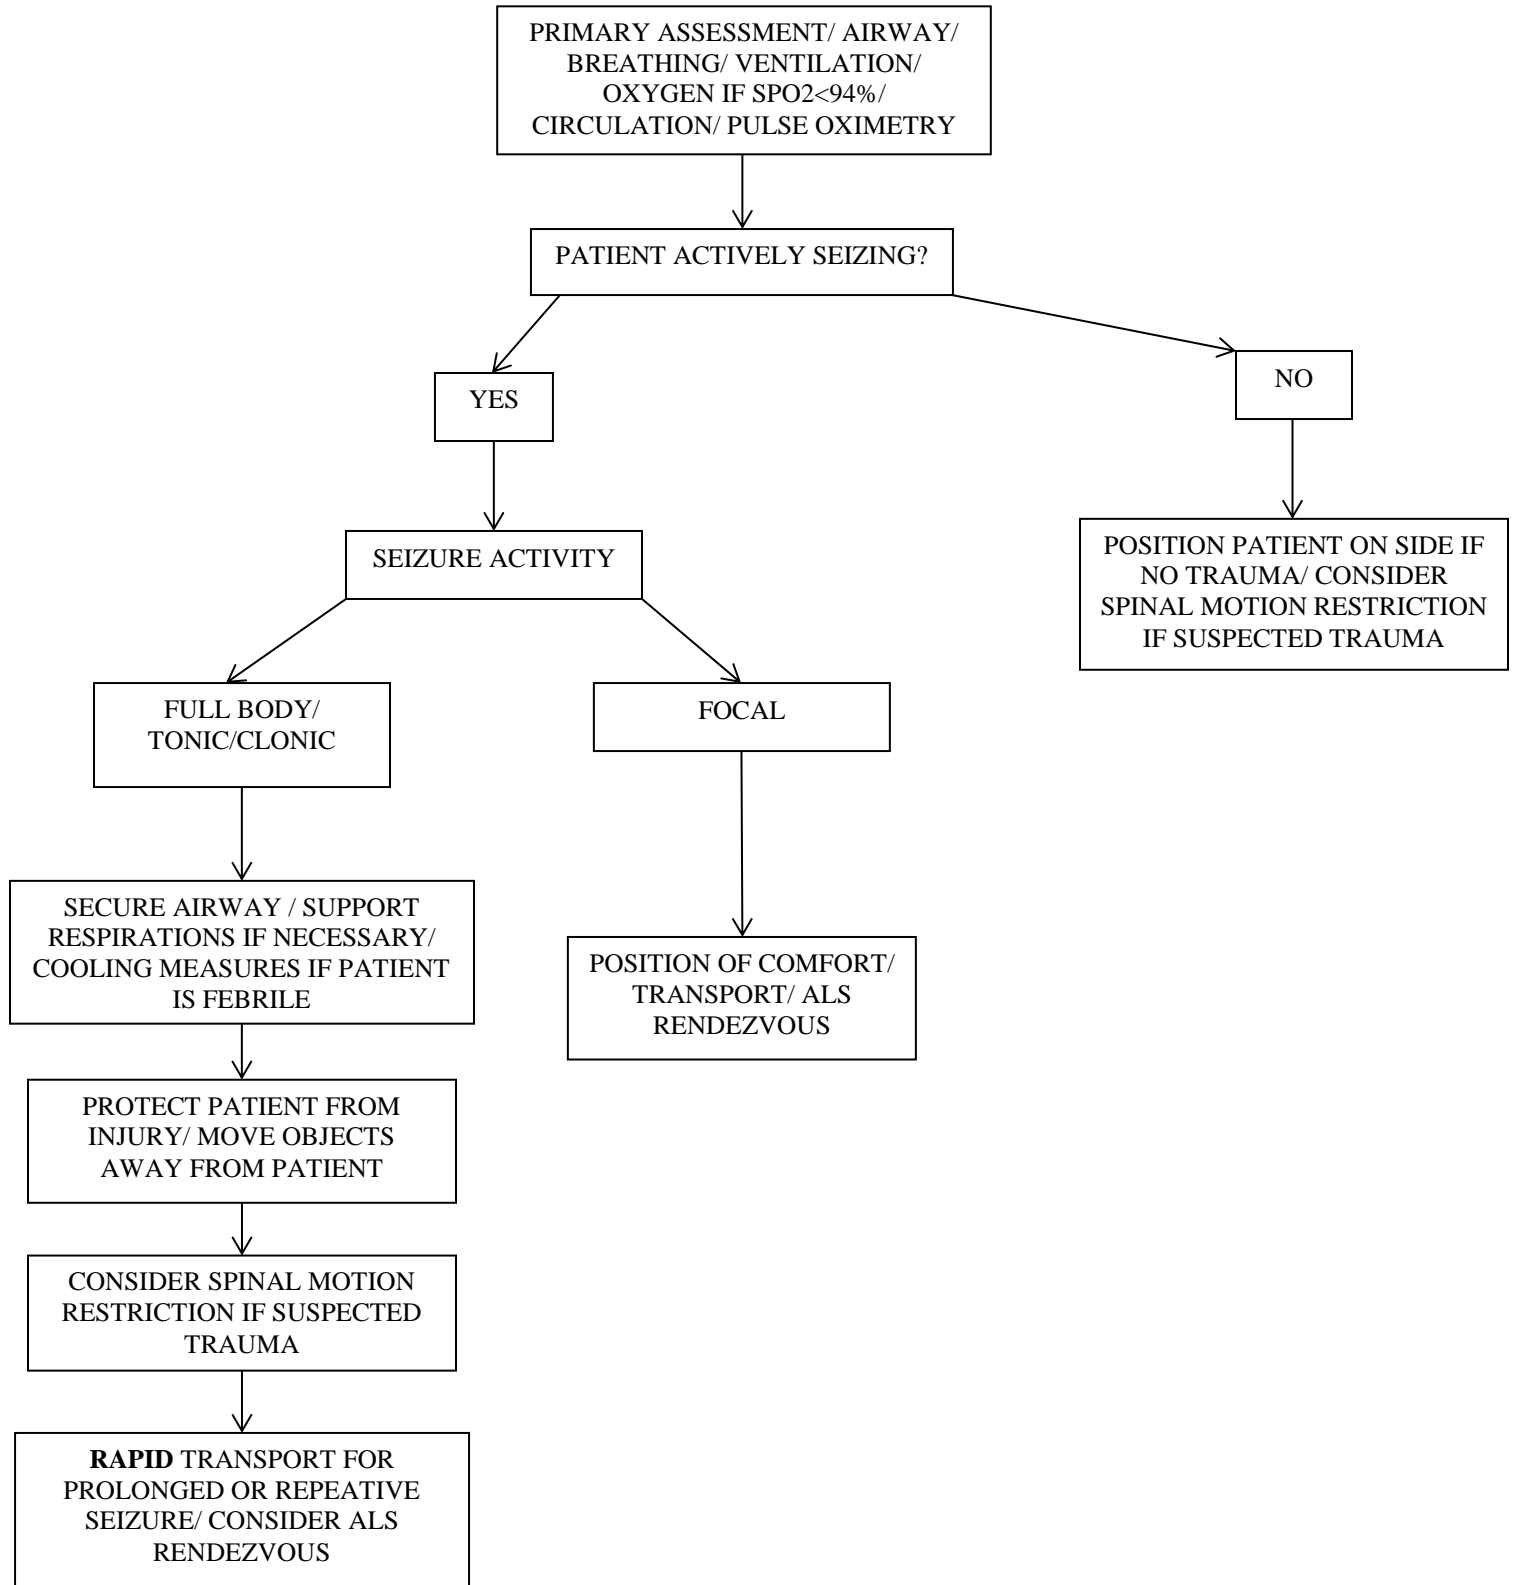 PRIMARY ASSESSMENT/ AIRWAY/
BREATHING/ VENTILATION/
OXYGEN IF SPO2<94%/
CIRCULATION/ PULSE OXIMETRY
PATIENT ACTIVELY SEIZING?
YES
NO
SEIZURE ACTIVITY
POSITION PATIENT ON SIDE IF
NO TRAUMA/ CONSIDER
SPINAL MOTION RESTRICTION
IF SUSPECTED TRAUMA
FULL BODY/
TONIC/CLONIC
FOCAL
SECURE AIRWAY / SUPPORT
RESPIRATIONS IF NECESSARY/
COOLING MEASURES IF PATIENT
IS FEBRILE
POSITION OF COMFORT/
TRANSPORT/ ALS
RENDEZVOUS
PROTECT PATIENT FROM
INJURY/ MOVE OBJECTS
AWAY FROM PATIENT
CONSIDER SPINAL MOTION
RESTRICTION IF SUSPECTED
TRAUMA
RAPID TRANSPORT FOR
PROLONGED OR REPEATIVE
SEIZURE/ CONSIDER ALS
RENDEZVOUS